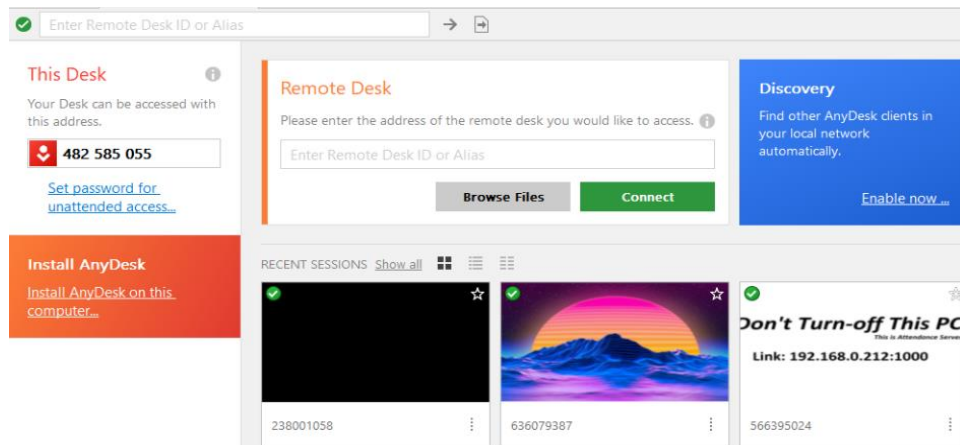 Enter Remote Desk ID or Alias
This Desk
Your Desk can be accessed with
this address.
482 585 055
Set password for
unattended access...
Install AnyDesk
Install AnyDesk on this
computer...
Remote Desk
Please enter the address of the remote desk you would like to access.
Enter Remote Desk ID or Alias
Browse Files
Connect
Discovery
Find other AnyDesk clients in
your local network
automatically.
Enable now ...
RECENT SESSIONS Show all
238001058
636079387
Don't Turn-off This PC
This is Attendance Server
Link: 192.168.0.212:1000
566395024